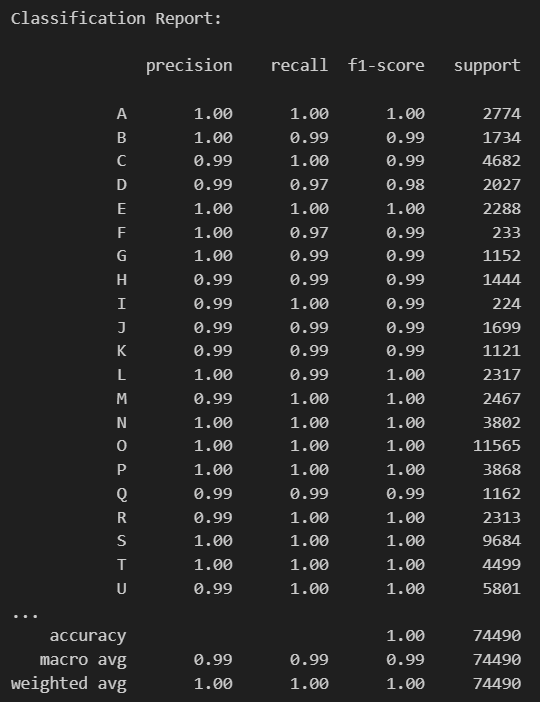 Classification Report:
precision recall f1-score support
A 1.00 1.00 1.00 2774
B 1.00 0.99 0.99 1734
C 0.99 1.00 0.99 4682
D 0.99 0.97 0.98 2027
E 1.00 1.00 1.00 2288
F 1.00 0.97 0.99 233
G 1.00 0.99 0.99 1152
H 0.99 0.99 0.99 1444
I 0.99 1.00 0.99 224
J 0.99 0.99 0.99 1699
K 0.99 0.99 0.99 1121
L 1.00 0.99 1.00 2317
M 0.99 1.00 1.00 2467
N 1.00 1.00 1.00 3802
O 1.00 1.00 1.00 11565
P 1.00 1.00 1.00 3868
Q 0.99 0.99 0.99 1162
R 0.99 1.00 1.00 2313
S 1.00 1.00 1.00 9684
T 1.00 1.00 1.00 4499
U 0.99 1.00 1.00 5801
...
accuracy 1.00 74490
macro avg 0.99 0.99 0.99 74490
weighted avg 1.00 1.00 1.00 74490